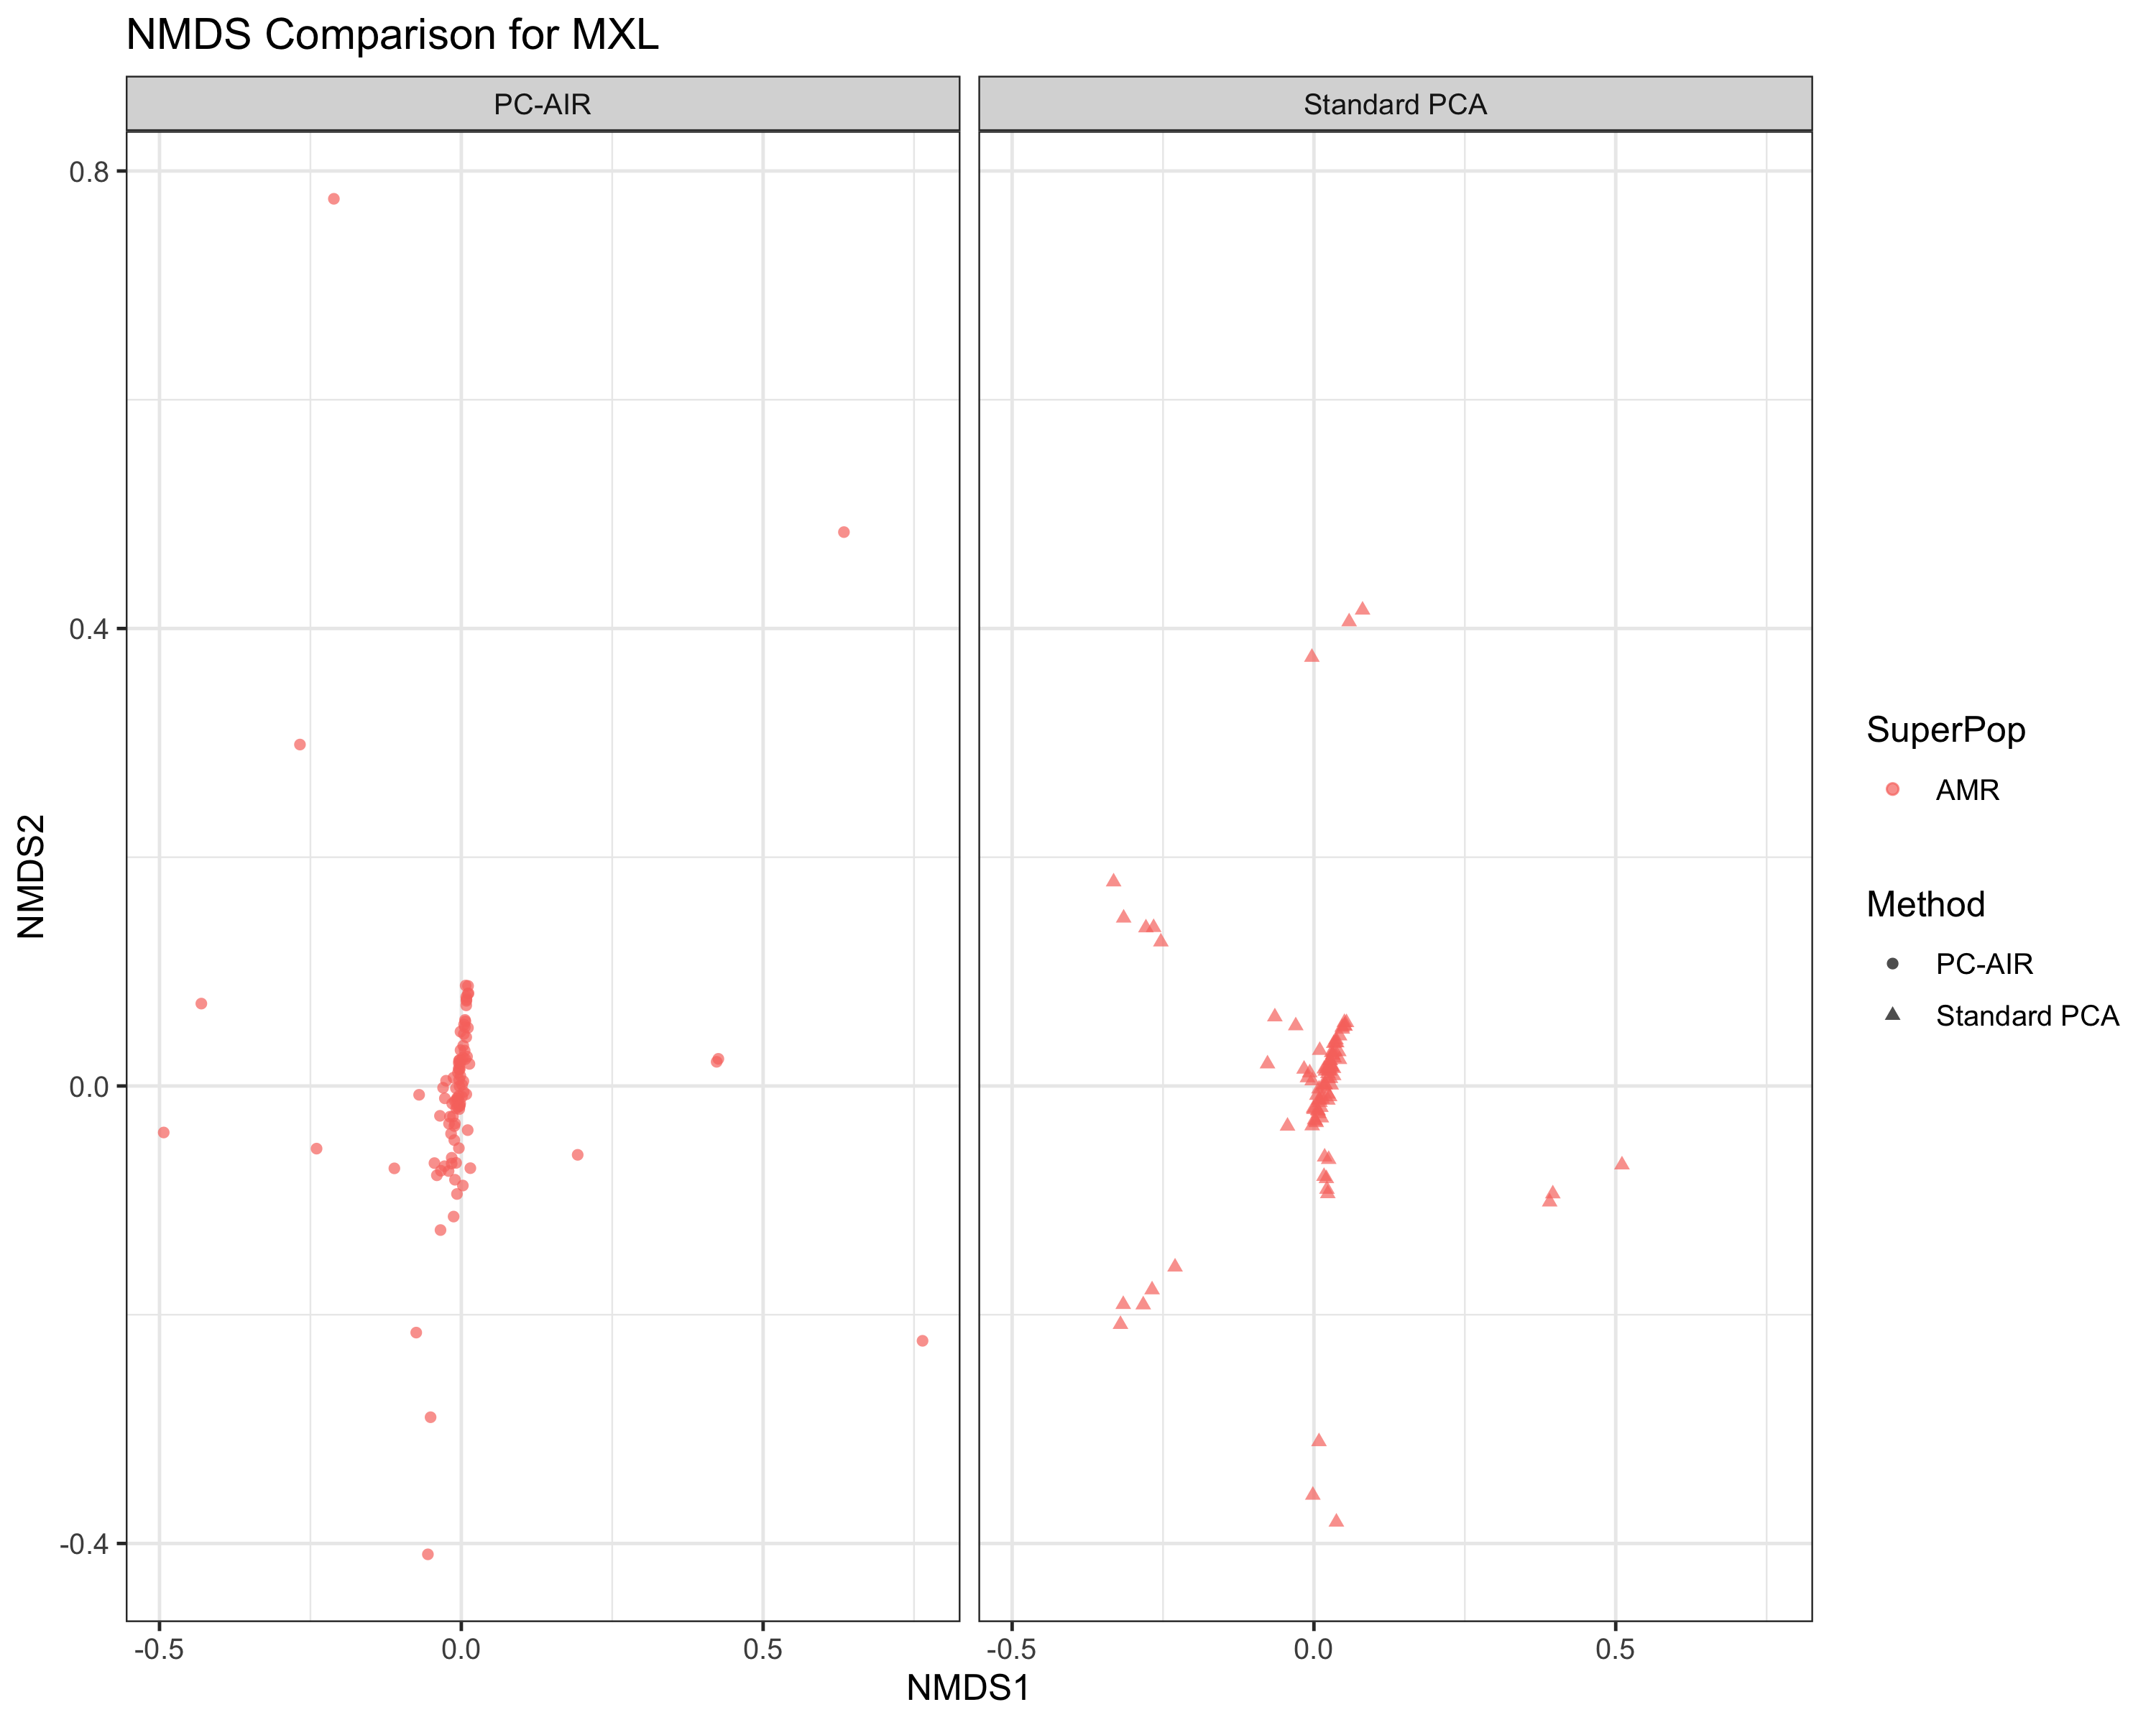 NMDS Comparison for MXL
PC-AIR
Standard PCA
NMDS2
0.8
0.4
0.0
-0.4
-0.5
0.0
0.5
-0.5
0.0
0.5
NMDS1
SuperPop
AMR
Method
PC-AIR
Standard PCA